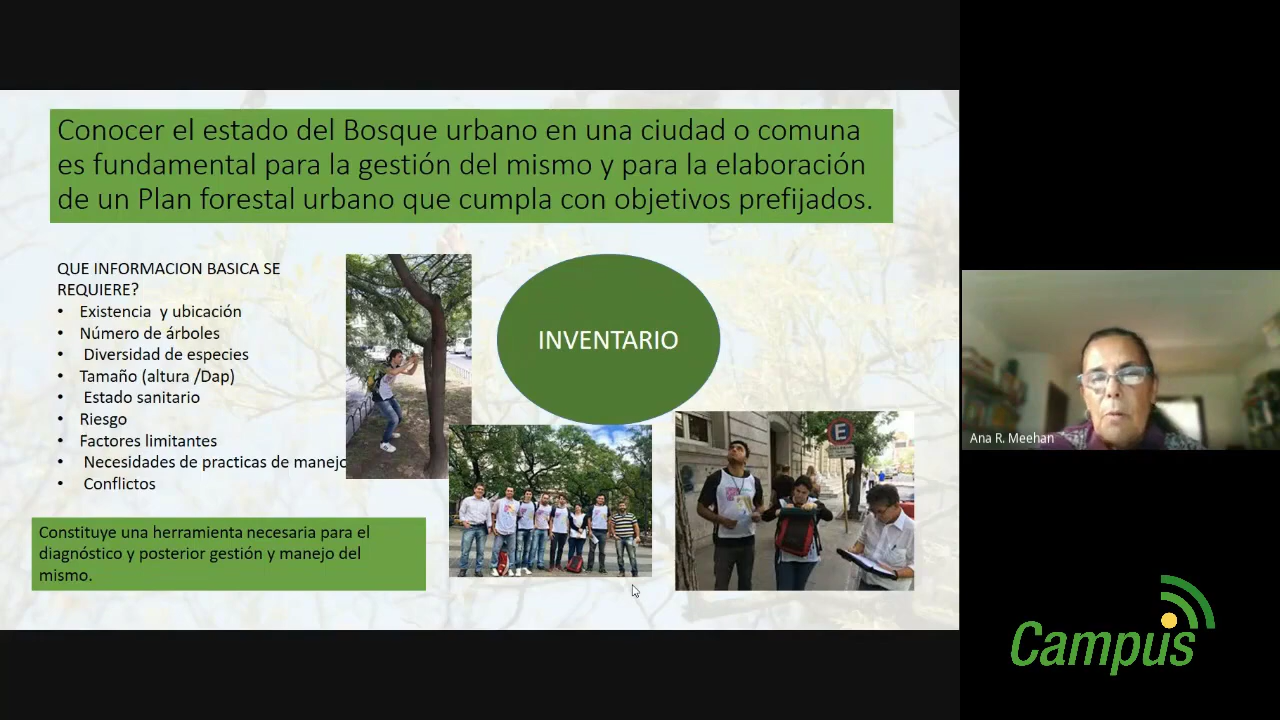 Conocer el estado del Bosque urbano en una ciudad o comuna
es fundamental para la gestión del mismo y para la elaboración
de un Plan forestal urbano que cumpla con objetivos prefijados.
QUE INFORMACION BASICA SE
REQUIERE?
• Existencia y ubicación
• Número de árboles
• Diversidad de especies
• Tamaño (altura /Dap)
• Estado sanitario
• Riesgo
• Factores limitantes
• Necesidades de practicas de manejo
• Conflictos
INVENTARIO
E
Constituye una herramienta necesaria para el
diagnóstico y posterior gestión y manejo del
mismo.
Ana R. Meehan
Campus